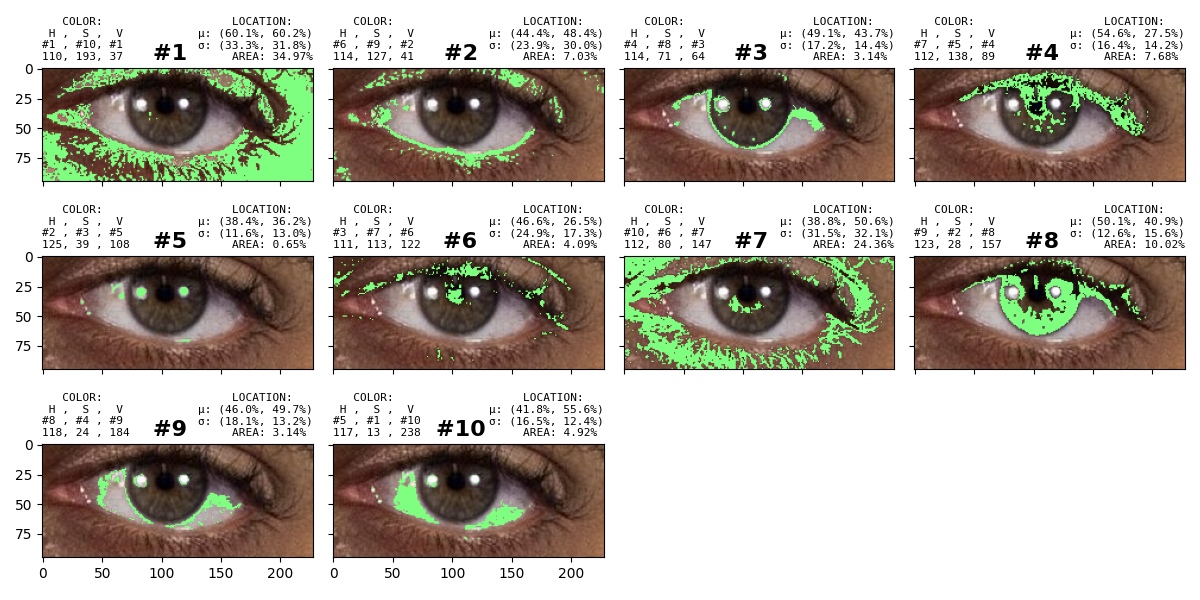 COLOR: LOCATION:
H , S , V μ: (60.1%, 60.2%)
#1 , #10, #1 #1 σ: (33.3%, 31.8%)
110, 193, 37 AREA: 34.97%
COLOR: LOCATION:
H , S , V μ: (44.4%, 48.4%)
#6 , #9 , #2 #2 σ: (23.9%, 30.0%)
114, 127, 41 AREA: 7.03%
COLOR: LOCATION:
H , S , V μ: (49.1%, 43.7%)
#4 , #8 , #3 #3 σ: (17.2%, 14.4%)
114, 71 , 64 AREA: 3.14%
COLOR: LOCATION:
H , S , V μ: (54.6%, 27.5%)
#7 , #5 , #4 #4 σ: (16.4%, 14.2%)
112, 138, 89 AREA: 7.68%
0
25
50
75
COLOR: LOCATION:
H , S , V μ: (38.4%, 36.2%)
#2 , #3 , #5 #5 σ: (11.6%, 13.0%)
125, 39 , 108 AREA: 0.65%
COLOR: LOCATION:
H , S , V μ: (46.6%, 26.5%)
#3 , #7 , #6 #6 σ: (24.9%, 17.3%)
111, 113, 122 AREA: 4.09%
COLOR: LOCATION:
H , S , V μ: (38.8%, 50.6%)
#10, #6 , #7 #7 σ: (31.5%, 32.1%)
112, 80 , 147 AREA: 24.36%
COLOR: LOCATION:
H , S , V μ: (50.1%, 40.9%)
#9 , #2 , #8 #8 σ: (12.6%, 15.6%)
123, 28 , 157 AREA: 10.02%
0
25
50
75
COLOR: LOCATION:
H , S , V μ: (46.0%, 49.7%)
#8 , #4 , #9 #9 σ: (18.1%, 13.2%)
118, 24 , 184 AREA: 3.14%
COLOR: LOCATION:
H , S , V μ: (41.8%, 55.6%)
#5 , #1 , #10 #10 σ: (16.5%, 12.4%)
117, 13 , 238 AREA: 4.92%
0
25
50
75
0 50 100 150 200
0 50 100 150 200